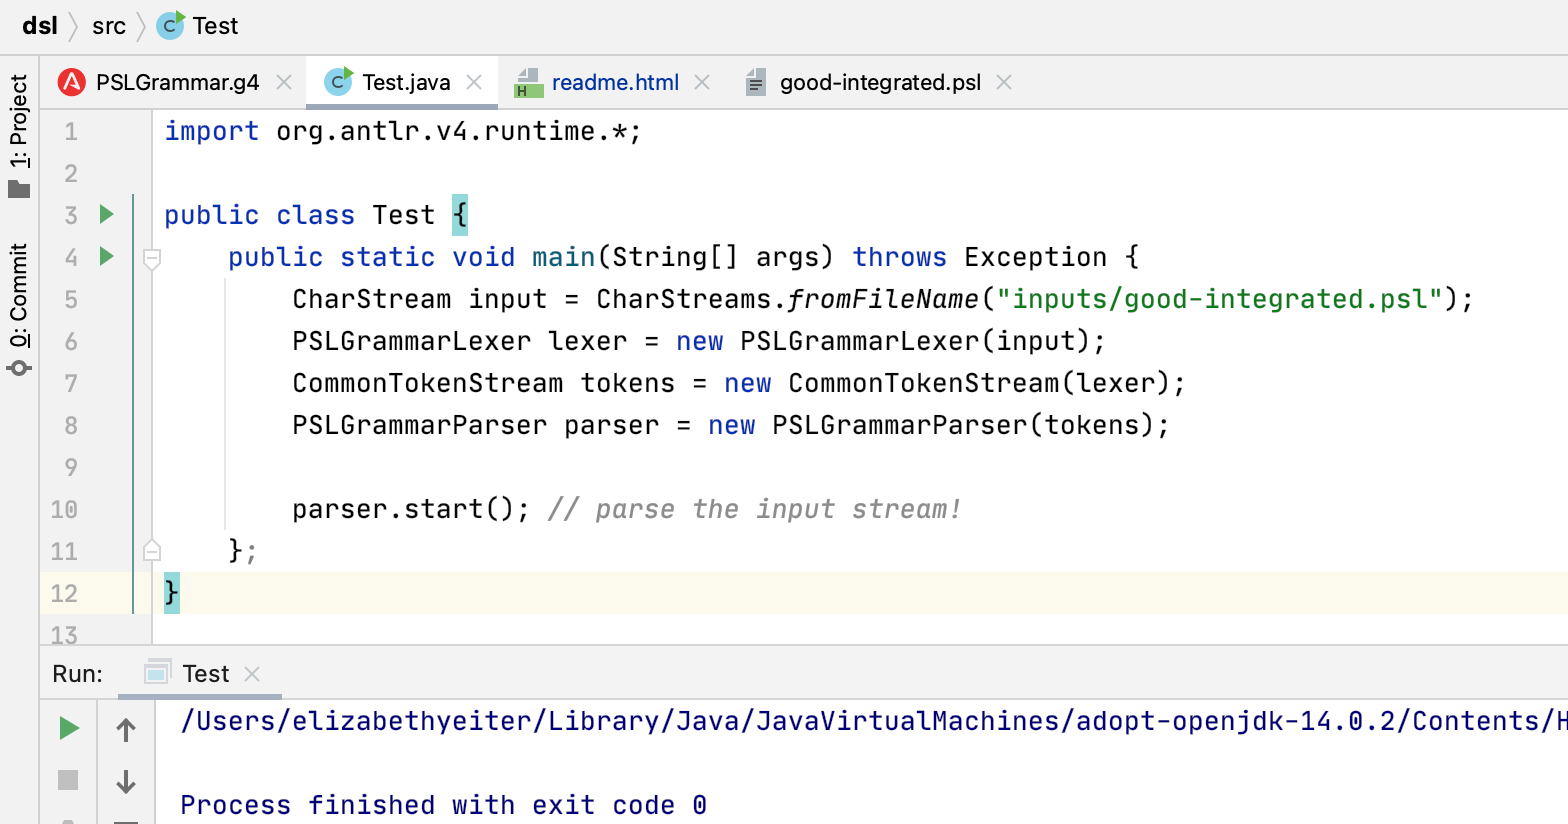 dsl src C Test
1: Project
0: Commit
PSLGrammar.g4 C Test.java H readme.html good-integrated.psl
1 import org.antlr.v4.runtime.*;
2
3 public class Test {
4 public static void main(String[] args) throws Exception {
5 CharStream input = CharStreams.fromFileName("inputs/good-integrated.psl");
6 PSLGrammarLexer lexer = new PSLGrammarLexer(input);
7 CommonTokenStream tokens = new CommonTokenStream(lexer);
8 PSLGrammarParser parser = new PSLGrammarParser(tokens);
9
10 parser.start(); // parse the input stream!
11 };
12 }
13
Run: Test
/Users/elizabethyeiter/Library/Java/JavaVirtualMachines/adopt-openjdk-14.0.2/Contents/H
Process finished with exit code 0